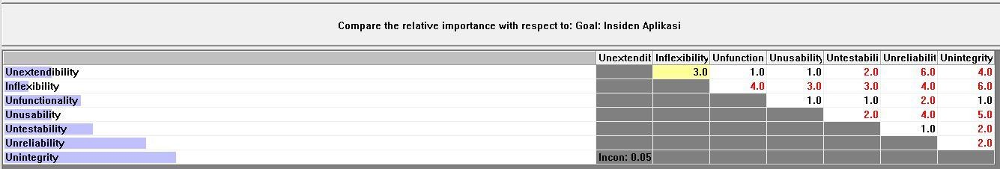 Compare the relative importance with respect to: Goal: Insiden Aplikasi
Unextendil Inflexibility Unfunction Unusability Untestabili Unreliabilit Unintegrity
Unextendibility 3.0 1.0 1.0 2.0 6.0 4.0
Inflexibility 4.0 3.0 3.0 4.0 6.0
Unfunctionality 1.0 1.0 2.0 1.0
Unusability 2.0 4.0 5.0
Untestability 1.0 2.0
Unreliability 2.0
Unintegrity Incon: 0.05